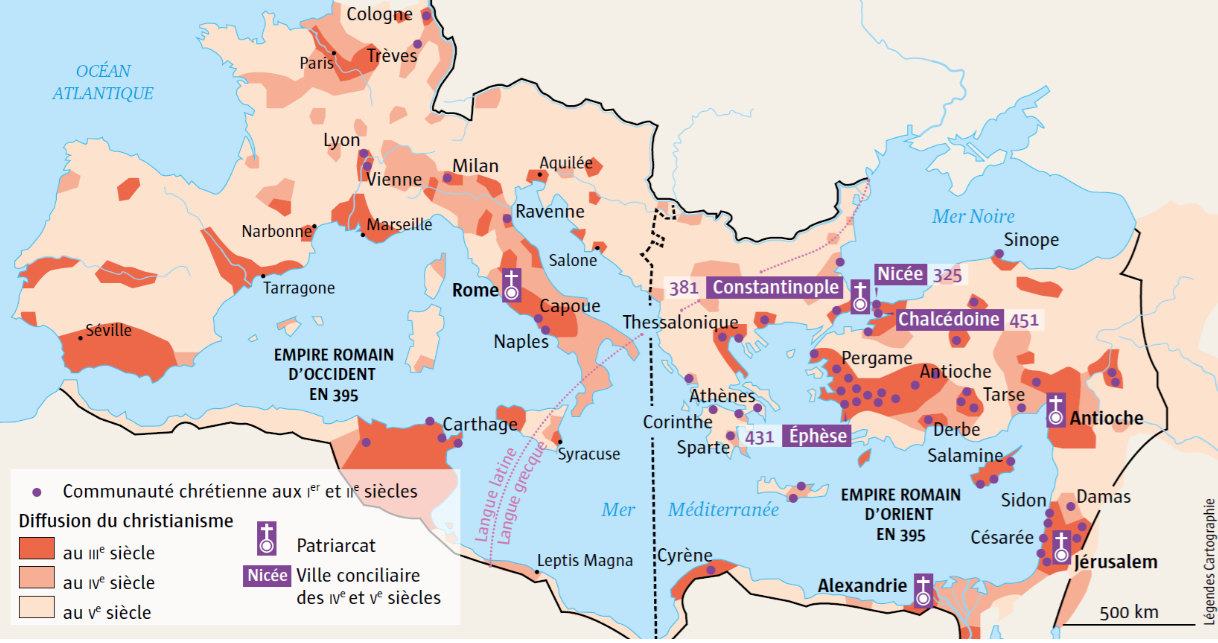 Cologne
Paris
Trèves
OCÉAN
ATLANTIQUE
Lyon
Vienne
Milan
Aquilée
Ravenne
Narbonne
Marseille
Salone
Mer Noire
Sinope
Tarragone
Rome
Capoue
Naples
381 Constantinople
Nicée 325
Chalcédoine 451
Thessalonique
Séville
EMPIRE ROMAIN
D'OCCIDENT
EN 395
Pergame
Antioche
Tarse
Athènes
Corinthe
Sparte
431 Éphèse
Derbe
Antioche
Carthage
Syracuse
Salamine
Langue latine
Langue grecque
Mer Méditerranée
EMPIRE ROMAIN
D'ORIENT
EN 395
Sidon
Damas
Césarée
Jérusalem
Leptis Magna
Cyrène
Alexandrie
Communauté chrétienne aux Ier et IIe siècles
Diffusion du christianisme
au IIIe siècle
au IVe siècle
au Ve siècle
Patriarcat
Nicée Ville conciliaire
des IVe et Ve siècles
500 km
Légendes Cartographie